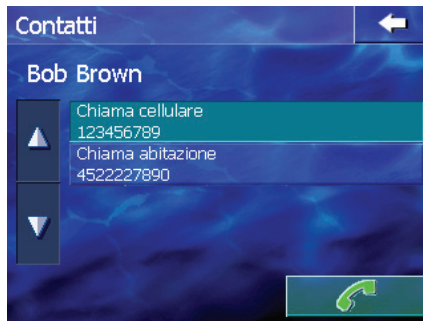 Contatti
Bob Brown
Chiama cellulare
123456789
Chiama abitazione
4522227890